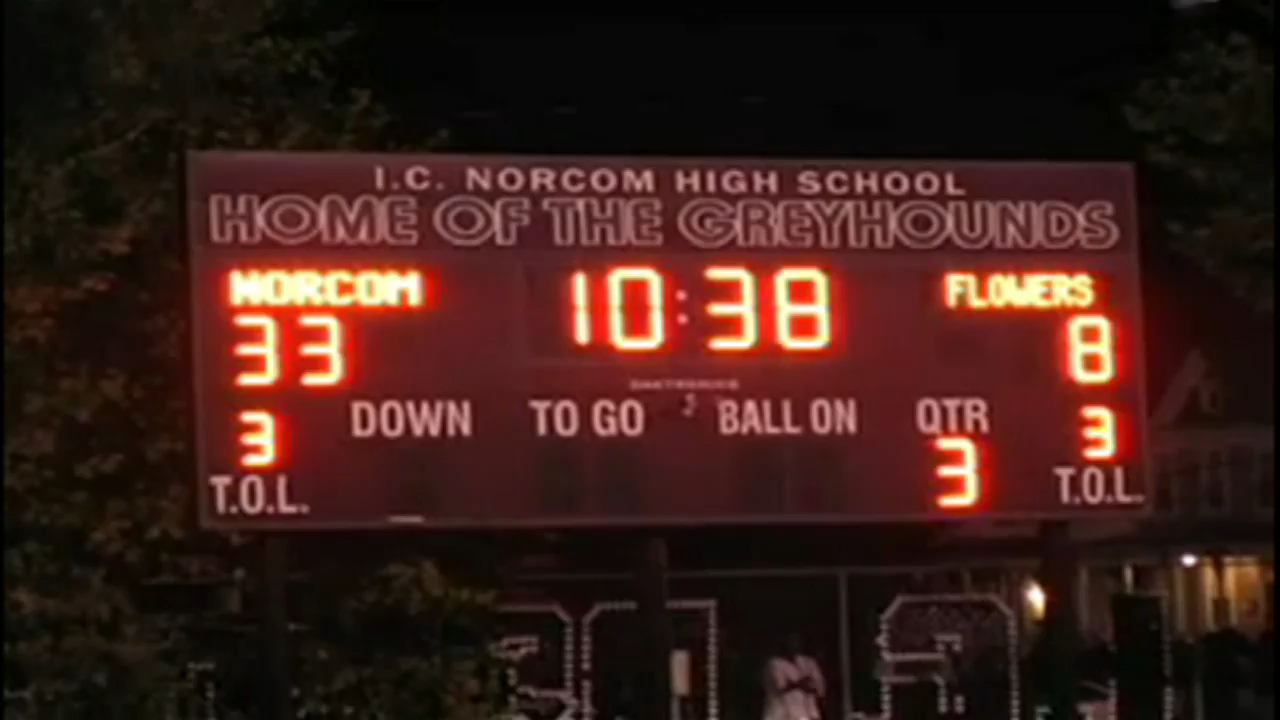 I.C. NORCOM HIGH SCHOOL
HOME OF THE GREYHOUNDS
NORCOM 10:38 FLOWERS
33 8
DAKTRONICS
3 DOWN TO GO BALL ON QTR 3
T.O.L. 3 T.O.L.